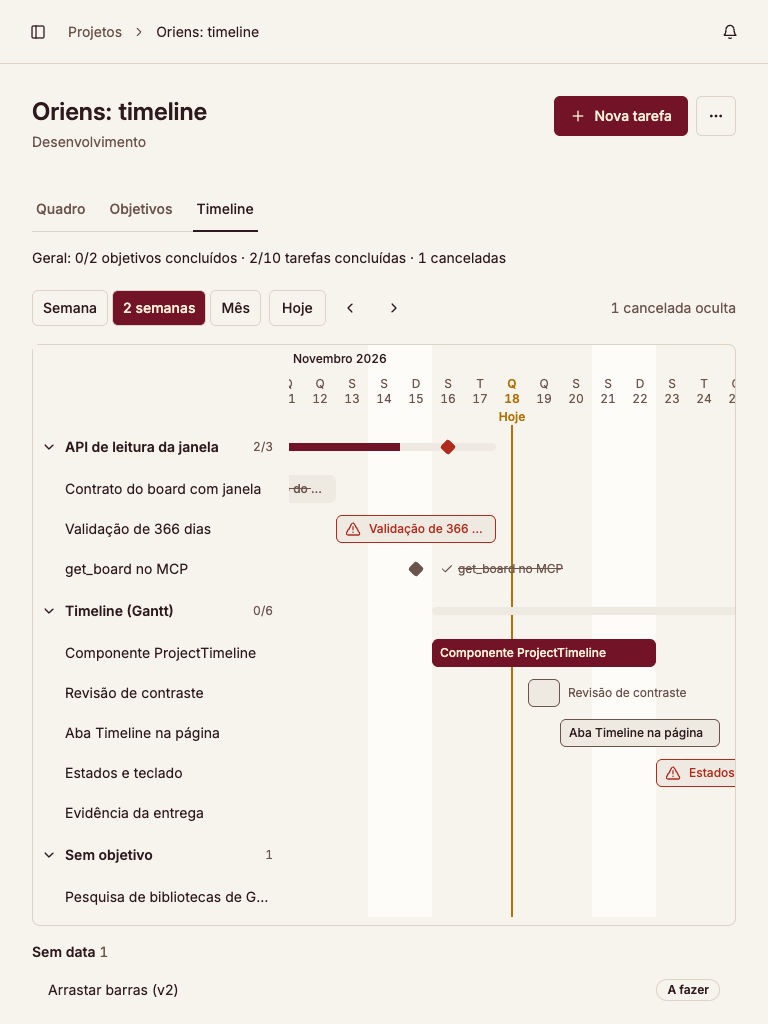 Projetos > Oriens: timeline
Oriens: timeline
Desenvolvimento
+ Nova tarefa
Quadro Objetivos Timeline
Geral: 0/2 objetivos concluídos · 2/10 tarefas concluídas · 1 canceladas
Semana 2 semanas Mês Hoje
1 cancelada oculta
Novembro 2026
Q S S D S T Q Q S S D S T
12 13 14 15 16 17 18 19 20 21 22 23 24
Hoje
API de leitura da janela 2/3
Contrato do board com janela do ...
Validação de 366 dias Validação de 366 ...
get_board no MCP get_board no MCP
Timeline (Gantt) 0/6
Componente ProjectTimeline Componente ProjectTimeline
Revisão de contraste Revisão de contraste
Aba Timeline na página Aba Timeline na página
Estados e teclado Estados
Evidência da entrega
Sem objetivo 1
Pesquisa de bibliotecas de G...
Sem data 1
Arrastar barras (v2) A fazer